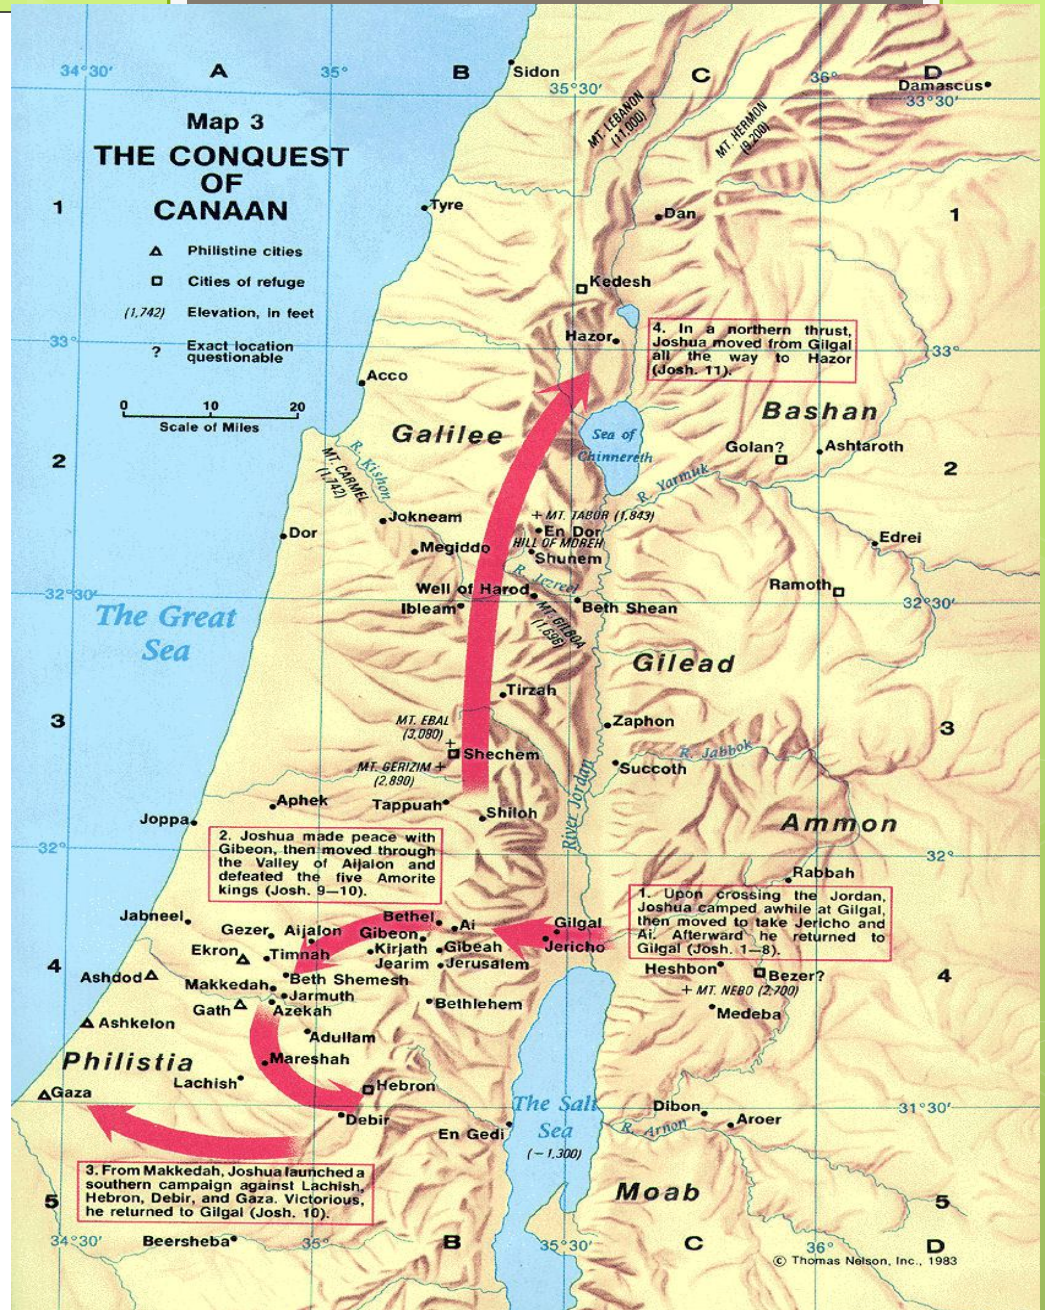 34°30'
A
35°
B
Sidon
35°30'
C
36°
D
Damascus
33°30'
MT. LEBANON
(11,000)
MT. HERMON
(9,200)
Map 3
THE CONQUEST
OF
CANAAN
1
Tyre
Dan
1
Philistine cities
Cities of refuge
(1,742) Elevation, in feet
? Exact location
questionable
Kedesh
33°
Hazor
4. In a northern thrust,
Joshua moved from Gilgal
all the way to Hazor
(Josh. 11).
33°
Acco
0 10 20
Scale of Miles
Galilee
Bashan
Sea of
Chinnereth
Golan?
Ashtaroth
2
R. Kishon
MT. CARMEL
(1,742)
R. Yarmuk
2
Jokneam
+ MT. TABOR (1,843)
En Dor
Dor
HILL OF MOREH
Edrei
Megiddo
Shunem
R. Jezreel
Well of Harod
Ramoth
32°30'
Ibleam
Beth Shean
32°30'
MT. GILBOA
(1,696)
The Great
Sea
Gilead
Tirzah
3
MT. EBAL
(3,080)
Zaphon
3
Shechem
R. Jabbok
MT. GERIZIM +
(2,890)
Succoth
River Jordan
Aphek
Tappuah
Shiloh
Joppa
Ammon
2. Joshua made peace with
Gibeon, then moved through
the Valley of Aijalon and
defeated the five Amorite
kings (Josh. 9–10).
32°
32°
Rabbah
1. Upon crossing the Jordan,
Joshua camped awhile at Gilgal,
then moved to take Jericho and
Ai. Afterward he returned to
Gilgal (Josh. 1–8).
Jabneel
Bethel
Ai
Gilgal
Gezer
Aijalon
Gibeon
Jericho
Ekron
Timnah
Kirjath
Jearim
Gibeah
Jerusalem
4
Heshbon
Bezer?
4
Ashdod
Beth Shemesh
Makkedah
+ MT. NEBO (2,700)
Jarmuth
Gath
Azekah
Bethlehem
Medeba
Ashkelon
Adullam
Philistia
Mareshah
Lachish
Hebron
Gaza
The Salt
Sea
(–1,300)
Dibon
31°30'
Debir
Aroer
En Gedi
R. Arnon
3. From Makkedah, Joshua launched a
southern campaign against Lachish,
Hebron, Debir, and Gaza. Victorious,
he returned to Gilgal (Josh. 10).
Moab
5
5
34°30'
Beersheba
35°
B
35°30'
C
36°
D
© Thomas Nelson, Inc., 1983